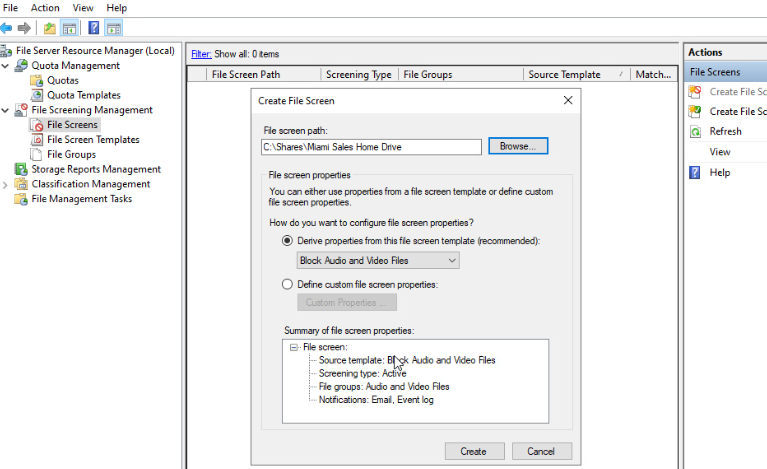 File Action View Help
File Server Resource Manager (Local)
Quota Management
Quotas
Quota Templates
File Screening Management
File Screens
File Screen Templates
File Groups
Storage Reports Management
Classification Management
File Management Tasks
Filter: Show all: 0 items
File Screen Path Screening Type File Groups Source Template Match...
Create File Screen
File screen path:
C:\Shares\Miami Sales Home Drive Browse...
File screen properties
You can either use properties from a file screen template or define custom
file screen properties.
How do you want to configure file screen properties?
Derive properties from this file screen template (recommended):
Block Audio and Video Files
Define custom file screen properties:
Custom Properties ...
Summary of file screen properties:
File screen:
Source template: Block Audio and Video Files
Screening type: Active
File groups: Audio and Video Files
Notifications: Email, Event log
Create Cancel
Actions
File Screens
Create File Sc
Create File Sc
Refresh
View
Help